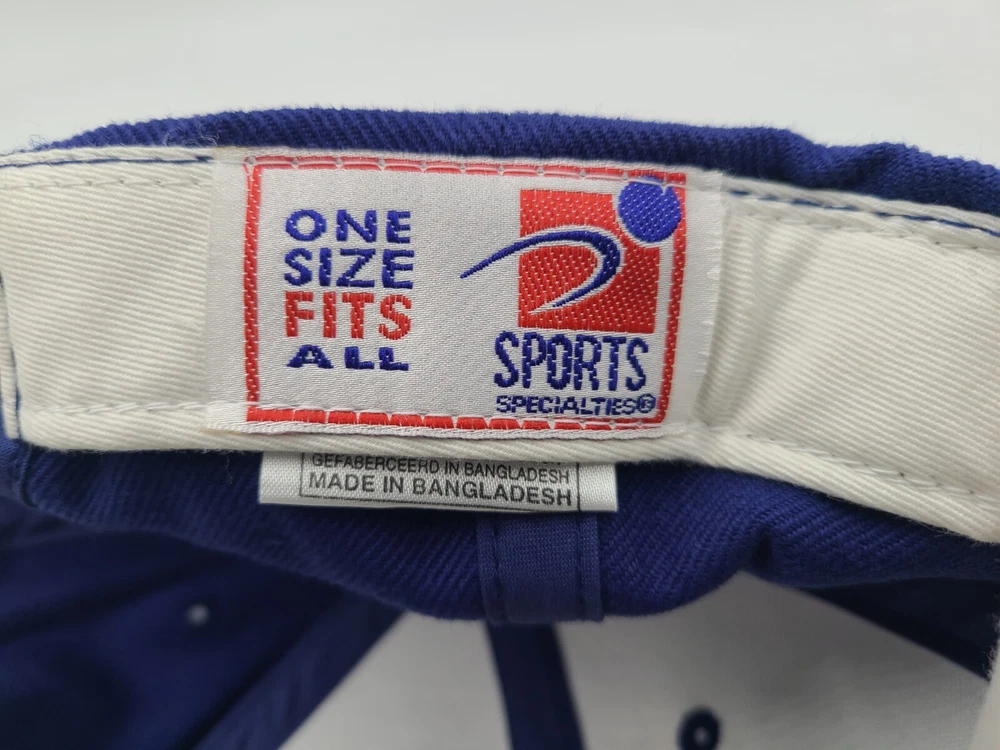 ONE
SIZE
FITS
ALL
SPORTS
SPECIALTIES®
GEFABERCEERD IN BANGLADESH
MADE IN BANGLADESH